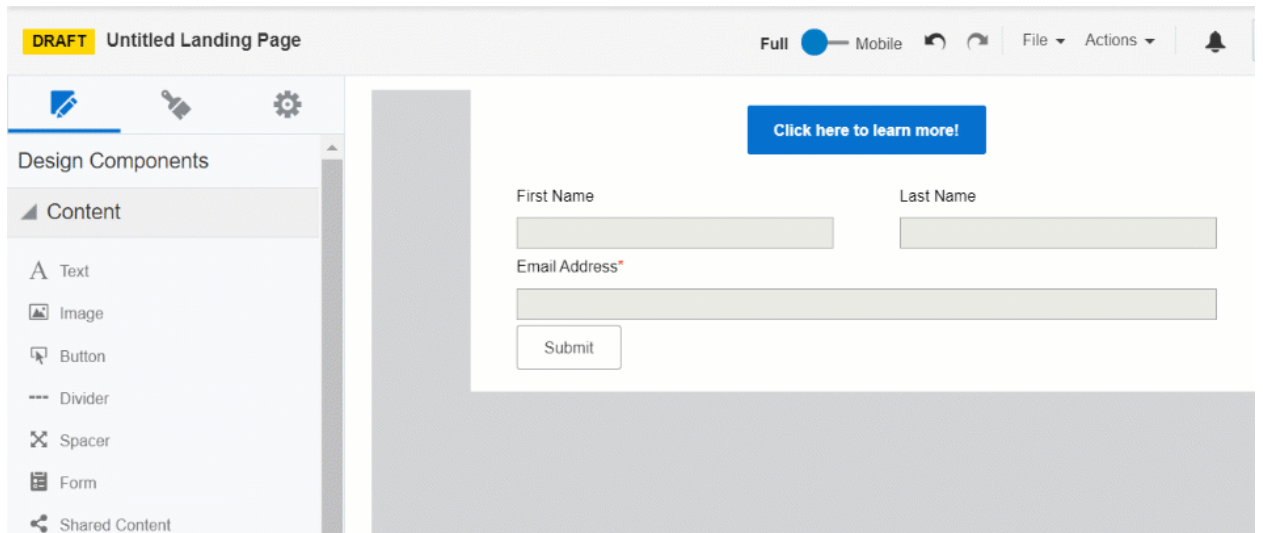 DRAFT Untitled Landing Page
Full Mobile File Actions
Design Components
Content
Text
Image
Button
Divider
Spacer
Form
Shared Content
Click here to learn more!
First Name Last Name
Email Address*
Submit